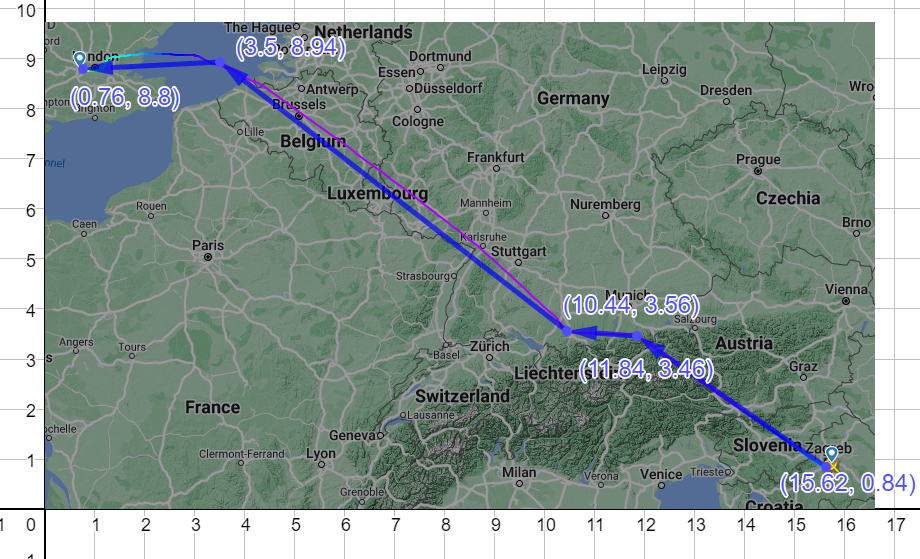 10
9
8
7
6
5
4
3
2
1
0
1
1
2
3
4
5
6
7
8
9
10
11
12
13
14
15
16
17
The Hague
Netherlands
(3.5, 8.94)
Dortmund
Essen
Leipzig
ndon
Antwerp
Düsseldorf
Dresden
Wro
(0.76, 8.8)
Brighton
Brussels
Germany
Cologne
Lille
Belgium
Frankfurt
Prague
Luxembourg
Czechia
Rouen
Mannheim
Nuremberg
Caen
Brno
Paris
Karlsruhe
Stuttgart
Strasbourg
Munich
Vienna
(10.44, 3.56)
Salzburg
Angers
Tours
Zürich
Basel
Austria
(11.84, 3.46)
Graz
Switzerland
France
Lausanne
Geneva
Slovenia
Zagreb
Clermont-Ferrand
Lyon
Milan
Verona
Venice
Trieste
(15.62, 0.84)
Grenoble
Croatia